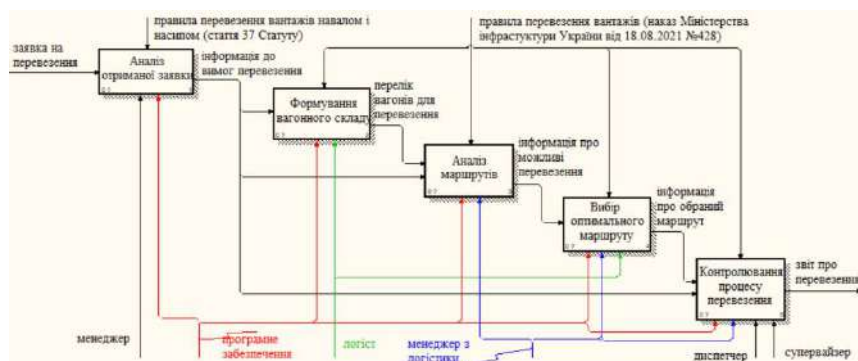 правила перевезення вантажів навалом і
насипом (стаття 37 Статуту)
правила перевезення вантажів (наказ Міністерства
інфрастуктури України від 18.08.2021 №428)
заявка на
перевезення
Аналіз
отриманої заявки
інформація до
вимог перевезення
Формування
вагонного складу
перелік
вагонів для
перевезення
Аналіз
маршрутів
інформація про
можливі
перевезення
Вибір
оптимального
маршруту
інформація
про обраний
маршрут
Контролювання
процесу
перевезення
звіт про
перевезення
менеджер
програмне
забезпечення
логіст
менеджер з
логістики
диспетчер
супервайзер